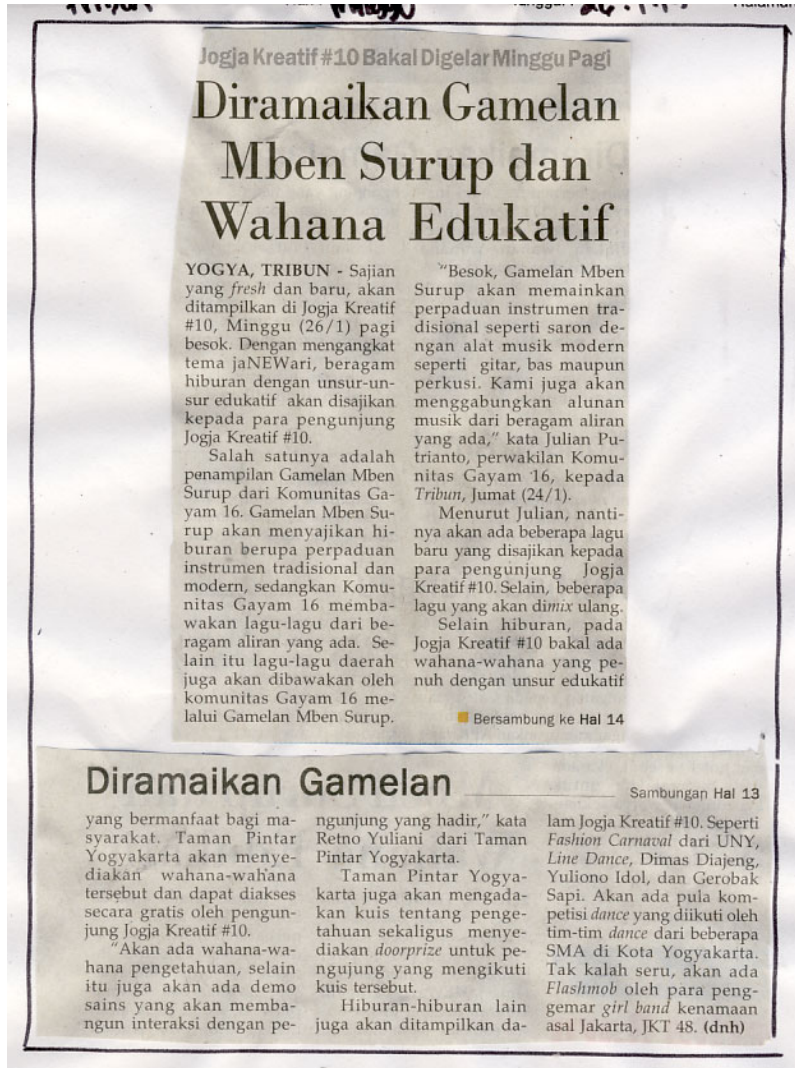 Jogja Kreatif #10 Bakal Digelar Minggu Pagi
Diramaikan Gamelan
Mben Surup dan
Wahana Edukatif
YOGYA, TRIBUN - Sajian
yang fresh dan baru, akan
ditampilkan di Jogja Kreatif
#10, Minggu (26/1) pagi
besok. Dengan mengangkat
tema jaNEWari, beragam
hiburan dengan unsur-un-
sur edukatif akan disajikan
kepada para pengunjung
Jogja Kreatif #10.
Salah satunya adalah
penampilan Gamelan Mben
Surup dari Komunitas Ga-
yam 16. Gamelan Mben Su-
rup akan menyajikan hi-
buran berupa perpaduan
instrumen tradisional dan
modern, sedangkan Komu-
nitas Gayam 16 memba-
wakan lagu-lagu dari be-
ragam aliran yang ada. Se-
lain itu lagu-lagu daerah
juga akan dibawakan oleh
komunitas Gayam 16 me-
lalui Gamelan Mben Surup.
"Besok, Gamelan Mben
Surup akan memainkan
perpaduan instrumen tra-
disional seperti saron de-
ngan alat musik modern
seperti gitar, bas maupun
perkusi. Kami juga akan
menggabungkan alunan
musik dari beragam aliran
yang ada," kata Julian Pu-
trianto, perwakilan Komu-
nitas Gayam 16, kepada
Tribun, Jumat (24/1).
Menurut Julian, nanti-
nya akan ada beberapa lagu
baru yang disajikan kepada
para pengunjung Jogja
Kreatif #10. Selain, beberapa
lagu yang akan dimix ulang.
Selain hiburan, pada
Jogja Kreatif #10 bakal ada
wahana-wahana yang pe-
nuh dengan unsur edukatif
Bersambung ke Hal 14
Diramaikan Gamelan
Sambungan Hal 13
yang bermanfaat bagi ma-
syarakat. Taman Pintar
Yogyakarta akan menye-
diakan wahana-wahana
tersebut dan dapat diakses
secara gratis oleh pengun-
jung Jogja Kreatif #10.
"Akan ada wahana-wa-
hana pengetahuan, selain
itu juga akan ada demo
sains yang akan memba-
ngun interaksi dengan pe-
ngunjung yang hadir," kata
Retno Yuliani dari Taman
Pintar Yogyakarta.
Taman Pintar Yogya-
karta juga akan mengada-
kan kuis tentang penge-
tahuan sekaligus menye-
diakan doorprize untuk pe-
ngujung yang mengikuti
kuis tersebut.
Hiburan-hiburan lain
juga akan ditampilkan da-
lam Jogja Kreatif #10. Seperti
Fashion Carnaval dari UNY,
Line Dance, Dimas Diajeng,
Yuliono Idol, dan Gerobak
Sapi. Akan ada pula kom-
petisi dance yang diikuti oleh
tim-tim dance dari beberapa
SMA di Kota Yogyakarta.
Tak kalah seru, akan ada
Flashmob oleh para peng-
gemar girl band kenamaan
asal Jakarta, JKT 48. (dnh)